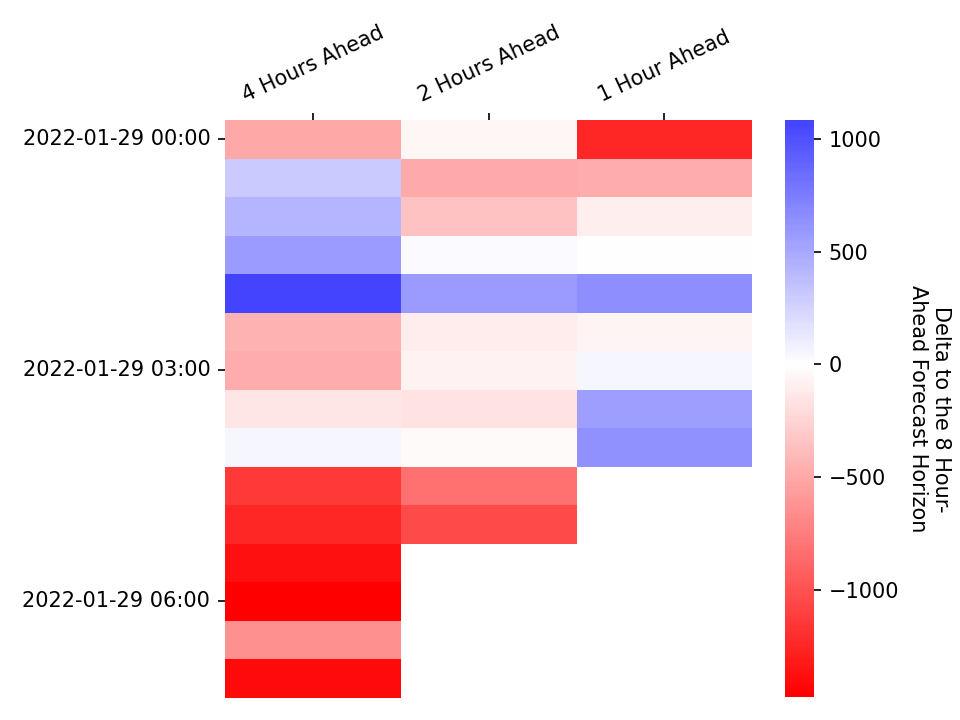 4 Hours Ahead
2 Hours Ahead
1 Hour Ahead
2022-01-29 00:00
2022-01-29 03:00
2022-01-29 06:00
1000
500
0
−500
−1000
Delta to the 8 Hour-
Ahead Forecast Horizon